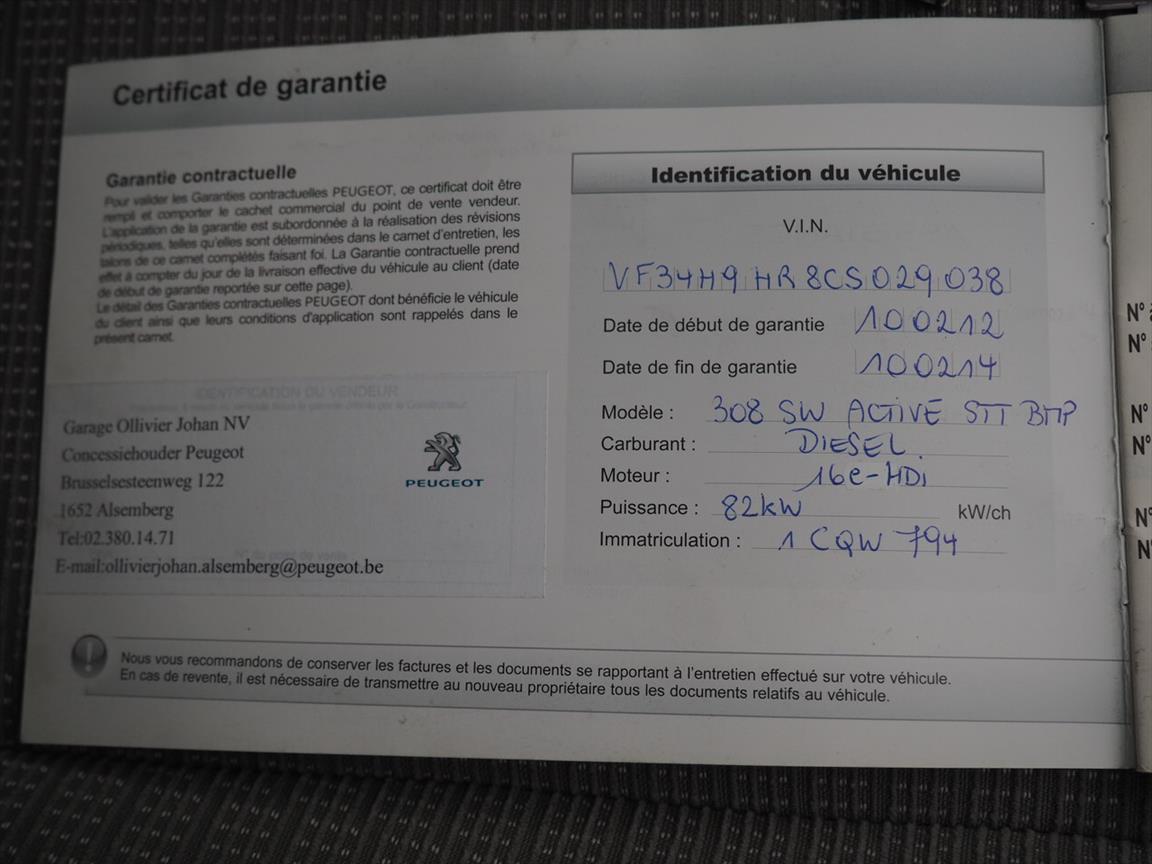 Certificat de garantie
Garantie contractuelle
Pour valider les Garanties contractuelles PEUGEOT, ce certificat doit être
rempli et comporter le cachet commercial du point de vente vendeur.
L'application de la garantie est subordonnée à la réalisation des révisions
périodiques, telles qu'elles sont déterminées dans le carnet d'entretien, les
talons de ce carnet complétés faisant foi. La Garantie contractuelle prend
effet à compter du jour de la livraison effective du véhicule au client (date
de début de garantie reportée sur cette page).
Le détail des Garanties contractuelles PEUGEOT dont bénéficie le véhicule
du client ainsi que leurs conditions d'application sont rappelés dans le
présent carnet.
IDENTIFICATION DU VENDEUR
Garage Ollivier Johan NV
Concessiehouder Peugeot
Brusselsesteenweg 122
1652 Alsemberg
Tel:02.380.14.71
E-mail:ollivierjohan.alsemberg@peugeot.be
PEUGEOT
Identification du véhicule
V.I.N.
VF34H9HR8CS029038
Date de début de garantie 100212
Date de fin de garantie 100214
Modèle : 308 SW ACTIVE STT BMP
Carburant : DIESEL.
Moteur : 16e-HDi
Puissance : 82kW kW/ch
Immatriculation : 1 CQW 794
Nous vous recommandons de conserver les factures et les documents se rapportant à l'entretien effectué sur votre véhicule.
En cas de revente, il est nécessaire de transmettre au nouveau propriétaire tous les documents relatifs au véhicule.
N°
N°
N°
N°
N°
N°